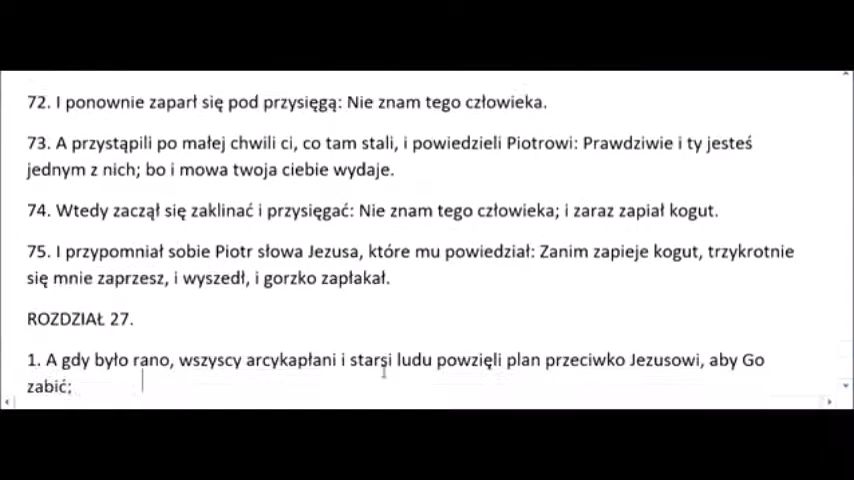 72. I ponownie zaparł się pod przysięgą: Nie znam tego człowieka.
73. A przystąpili po małej chwili ci, co tam stali, i powiedzieli Piotrowi: Prawdziwie i ty jesteś
jednym z nich; bo i mowa twoja ciebie wydaje.
74. Wtedy zaczął się zaklinać i przysięgać: Nie znam tego człowieka; i zaraz zapiał kogut.
75. I przypomniał sobie Piotr słowa Jezusa, które mu powiedział: Zanim zapieje kogut, trzykrotnie
się mnie zaprzesz, i wyszedł, i gorzko zapłakał.
ROZDZIAŁ 27.
1. A gdy było rano, wszyscy arcykapłani i starsi ludu powzięli plan przeciwko Jezusowi, aby Go
zabić;